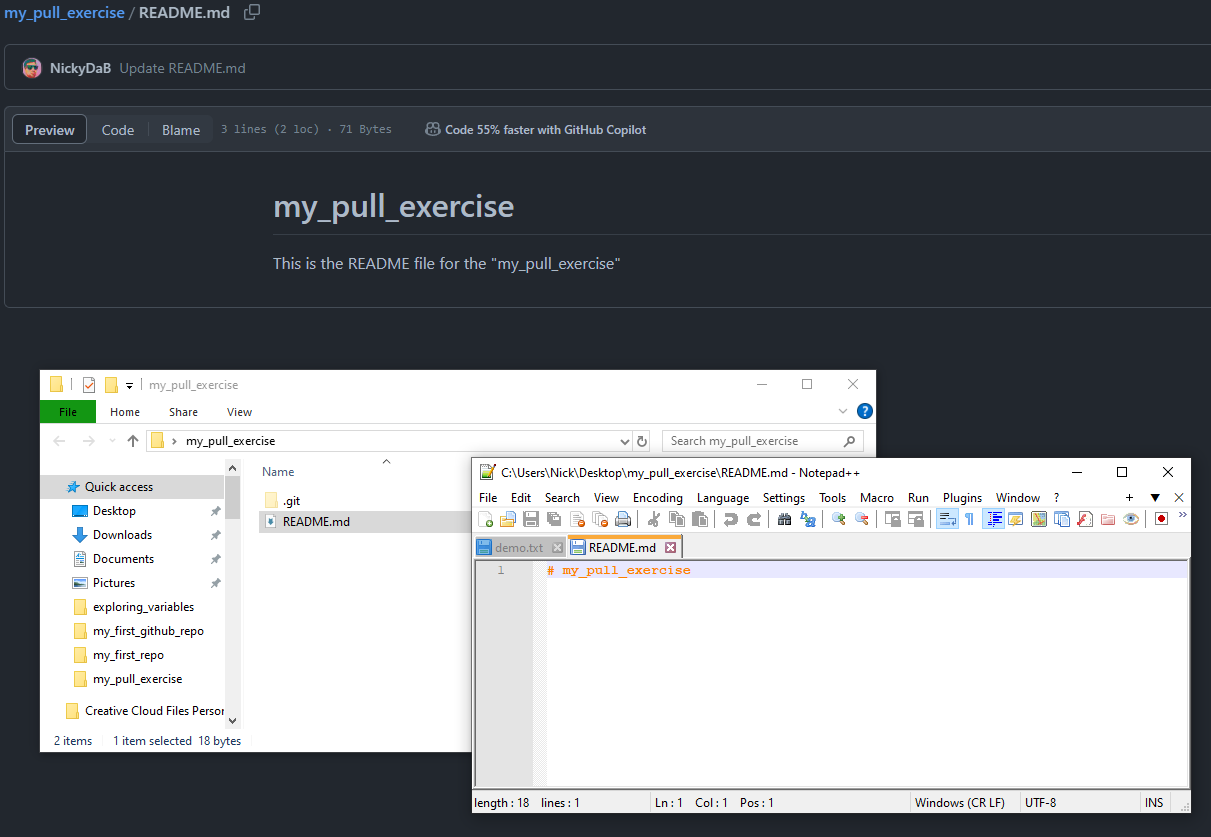 my_pull_exercise / README.md
NickyDaB Update README.md
Preview Code Blame 3 lines (2 loc) · 71 Bytes Code 55% faster with GitHub Copilot
my_pull_exercise
This is the README file for the "my_pull_exercise"
my_pull_exercise
File Home Share View ?
my_pull_exercise Search my_pull_exercise
Name
Quick access
.git
Desktop
README.md
Downloads
Documents
Pictures
exploring_variables
my_first_github_repo
my_first_repo
my_pull_exercise
Creative Cloud Files Person
2 items 1 item selected 18 bytes
C:\Users\Nick\Desktop\my_pull_exercise\README.md - Notepad++
File Edit Search View Encoding Language Settings Tools Macro Run Plugins Window ? + ▼ X
demo.txt README.md
1 # my_pull_exercise
length : 18 lines : 1 Ln : 1 Col : 1 Pos : 1 Windows (CR LF) UTF-8 INS